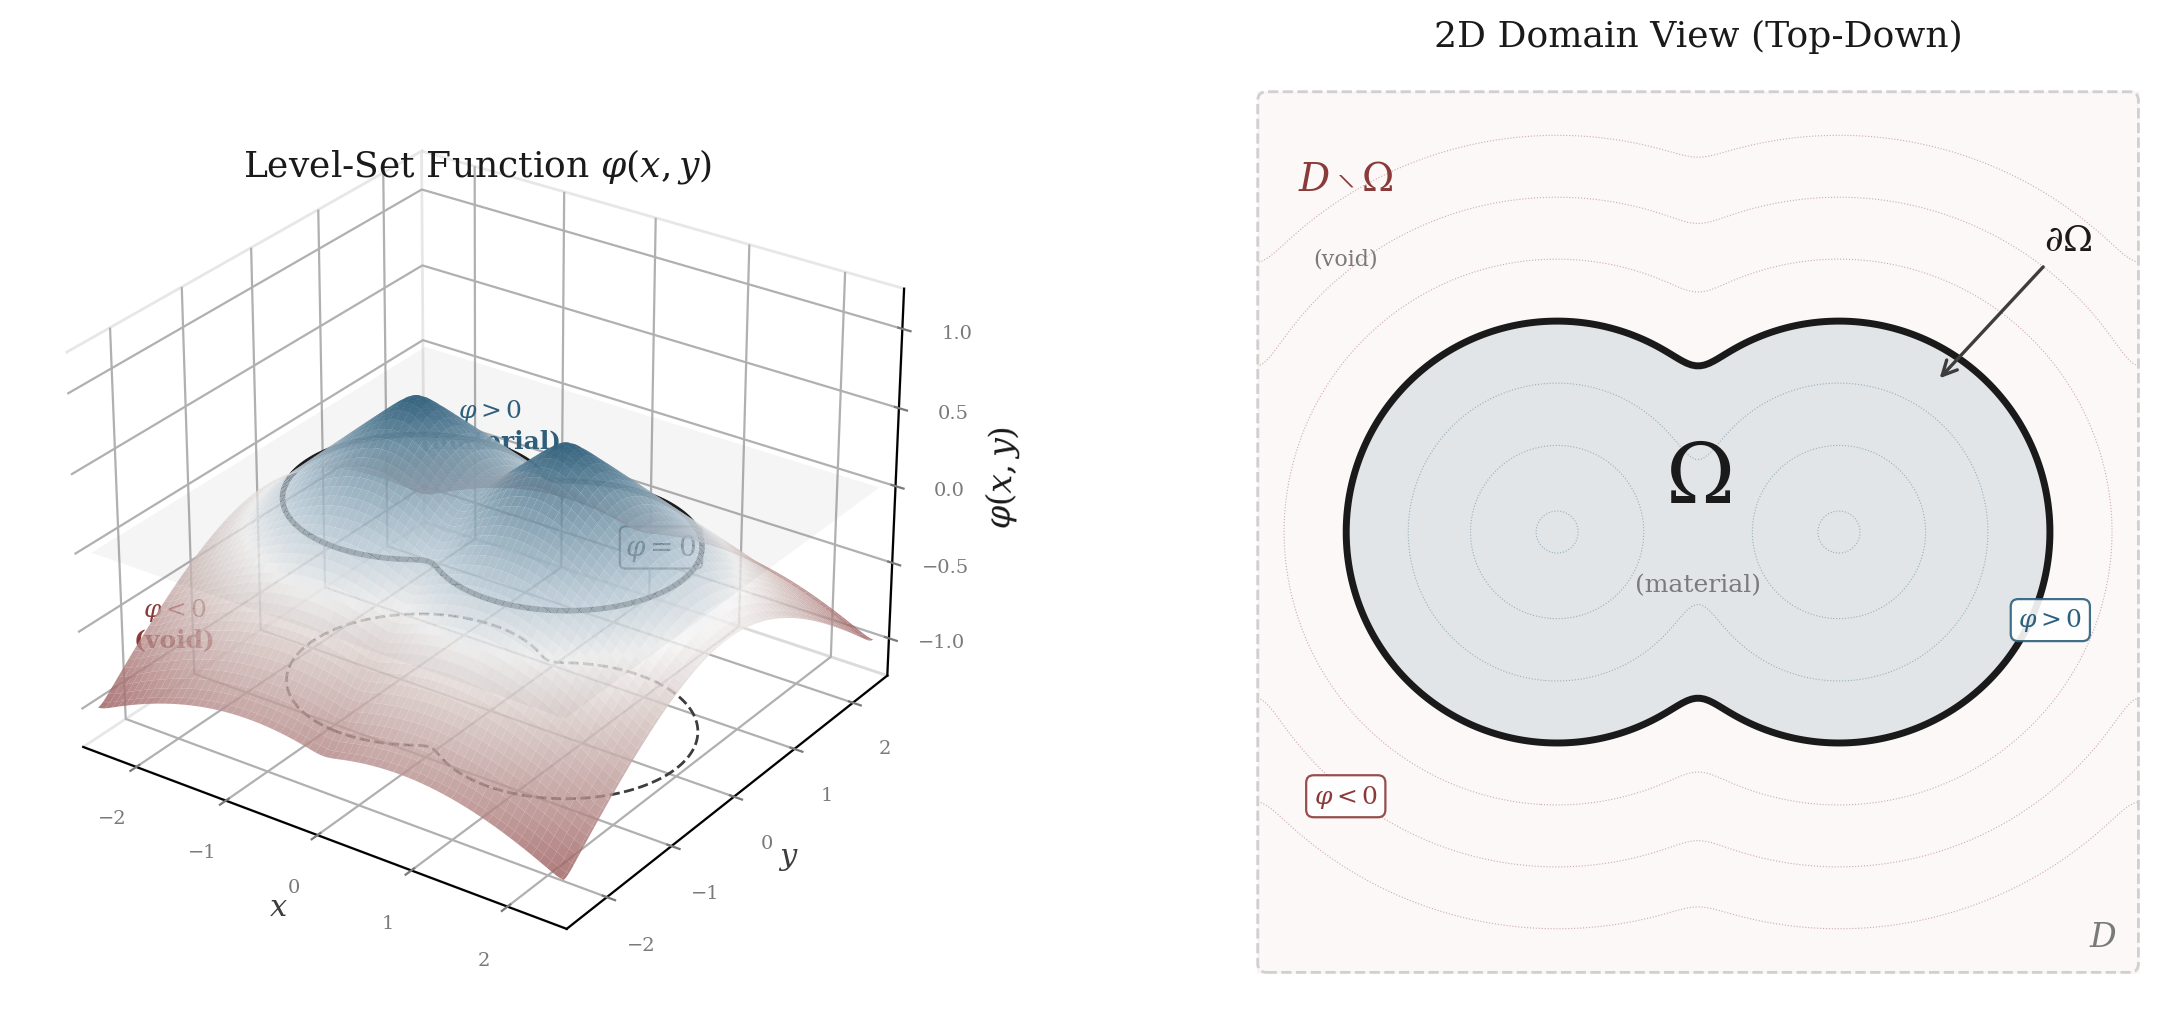 Level-Set Function φ(x, y)
φ > 0
φ = 0
φ < 0
(void)
1.0
0.5
0.0
−0.5
−1.0
φ(x, y)
−2
−1
0
1
2
x
−2
−1
0
1
2
y
2D Domain View (Top-Down)
D ∖ Ω
(void)
∂Ω
Ω
(material)
φ > 0
φ < 0
D